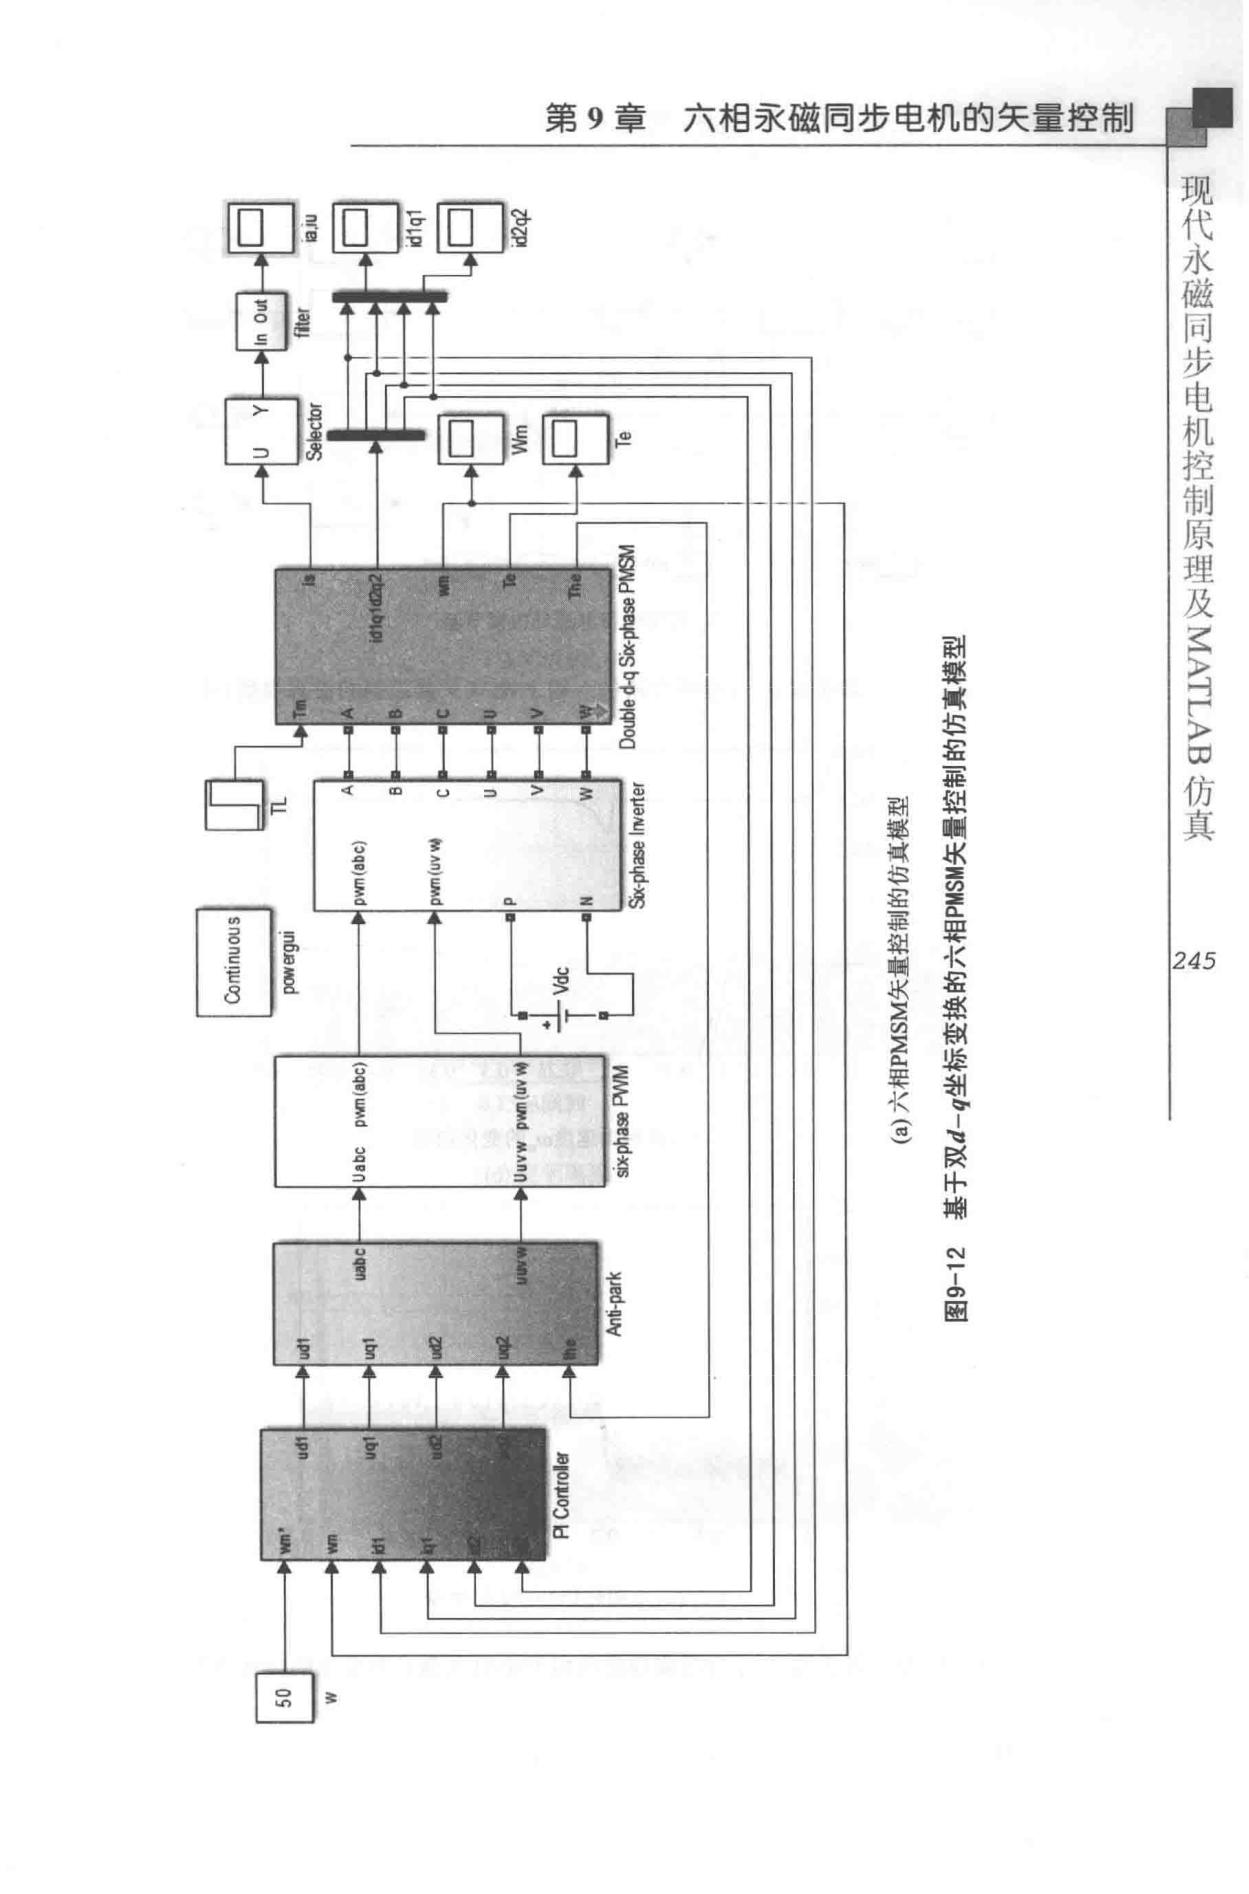 第 9 章 六相永磁同步电机的矢量控制
现代永磁同步电机控制原理及MATLAB 仿真
245
50
w
wm*
wm
id1
iq1
ud1
uq1
ud2
PI Controller
ud1
uq1
ud2
uq2
the
uabc
uuvw
Anti-park
Uabc pwm(abc)
Uuvw pwm(uvw)
six-phase PWM
Continuous
powergui
Vdc
+
pwm(abc)
pwm(uvw)
P
N
A
B
C
U
V
W
Six-phase Inverter
TL
Tm
A
B
C
U
V
W
is
id1q1d2q2
wm
Te
The
Double d-q Six-phase PMSM
U Y
Selector
In Out
filter
ia,iu
id1q1
id2q2
Wm
Te
(a) 六相PMSM矢量控制的仿真模型
图9-12 基于双d-q坐标变换的六相PMSM矢量控制的仿真模型